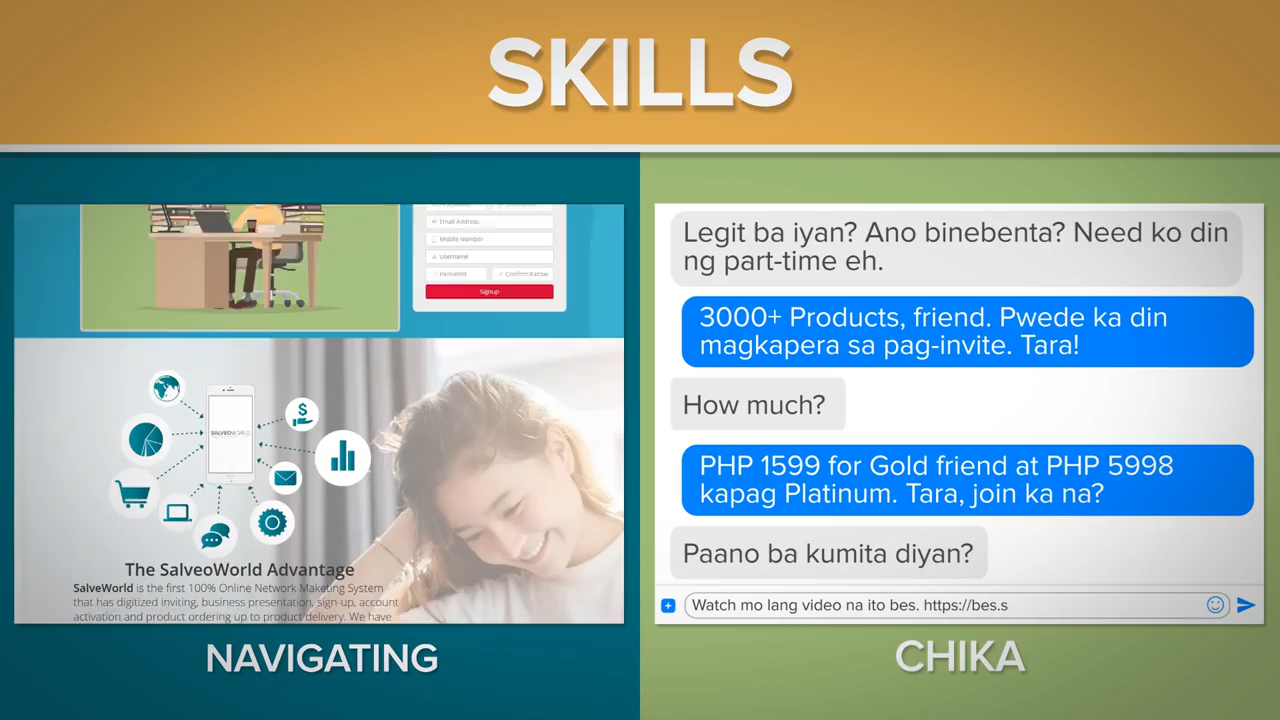 SKILLS
Email Address
Mobile Number
Username
Password
Confirm Password
Signup
SALVEOWORLD
The SalveoWorld Advantage
SalveWorld is the first 100% Online Network Maketing System
that has digitized inviting, business presentation, sign-up, account
activation and product ordering up to product delivery. We have
NAVIGATING
Legit ba iyan? Ano binebenta? Need ko din
ng part-time eh.
3000+ Products, friend. Pwede ka din
magkapera sa pag-invite. Tara!
How much?
PHP 1599 for Gold friend at PHP 5998
kapag Platinum. Tara, join ka na?
Paano ba kumita diyan?
Watch mo lang video na ito bes. https://bes.s
CHIKA